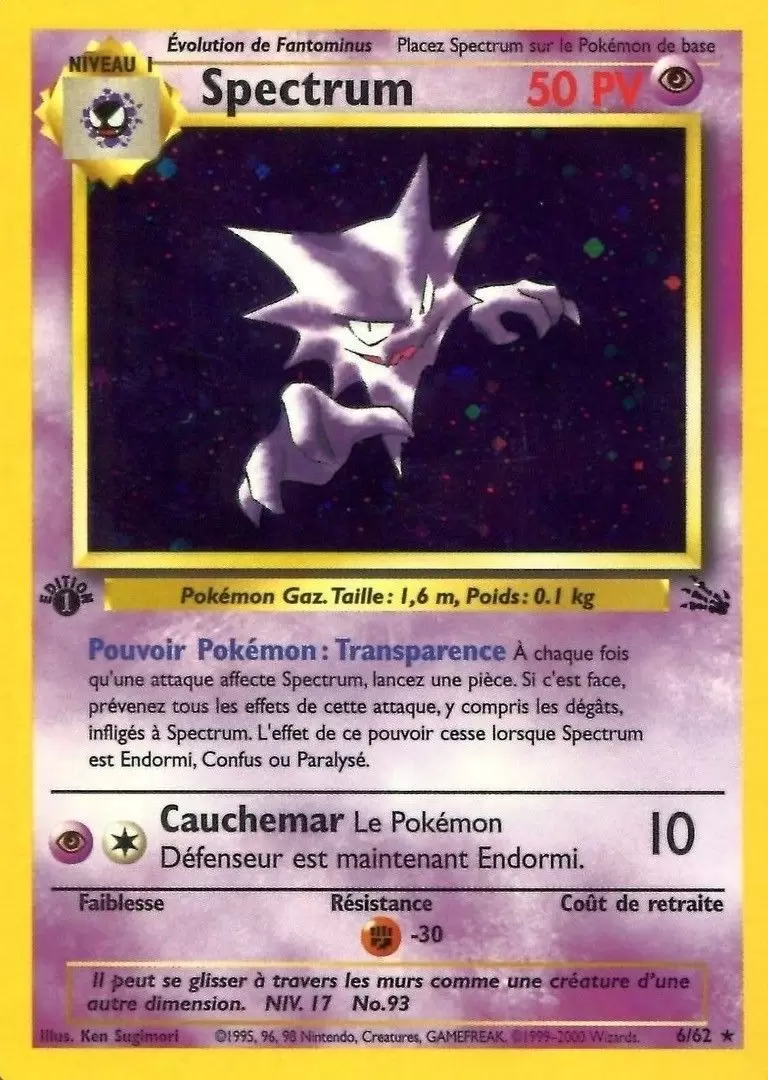 Évolution de Fantominus Placez Spectrum sur le Pokémon de base
NIVEAU I
Spectrum 50 PV
EDITION
1
Pokémon Gaz. Taille: 1,6 m, Poids: 0.1 kg
Pouvoir Pokémon: Transparence À chaque fois
qu'une attaque affecte Spectrum, lancez une pièce. Si c'est face,
prévenez tous les effets de cette attaque, y compris les dégâts,
infligés à Spectrum. L'effet de ce pouvoir cesse lorsque Spectrum
est Endormi, Confus ou Paralysé.
Cauchemar Le Pokémon
Défenseur est maintenant Endormi.
10
Faiblesse Résistance Coût de retraite
-30
Il peut se glisser à travers les murs comme une créature d'une
autre dimension. NIV. 17 No.93
Illus. Ken Sugimori ©1995, 96, 98 Nintendo, Creatures, GAMEFREAK. ©1999-2000 Wizards. 6/62 ★